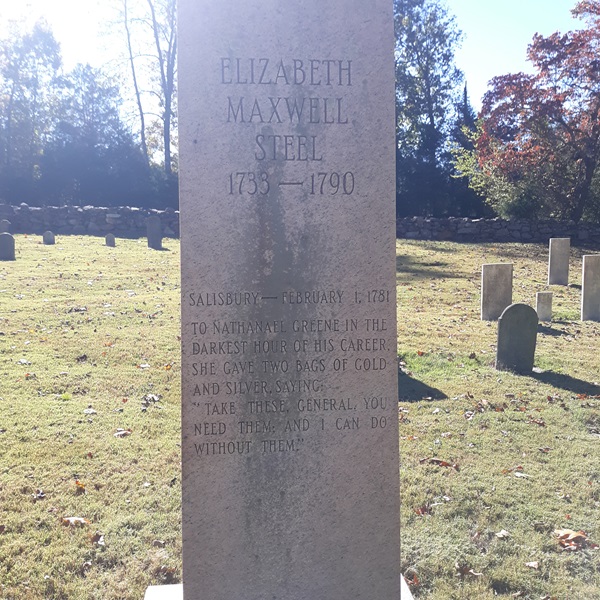 ELIZABETH
MAXWELL
STEEL
1733 — 1790
SALISBURY — FEBRUARY 1, 1781
TO NATHANAEL GREENE IN THE
DARKEST HOUR OF HIS CAREER,
SHE GAVE TWO BAGS OF GOLD
AND SILVER, SAYING:
"TAKE THESE, GENERAL, YOU
NEED THEM; AND I CAN DO
WITHOUT THEM."